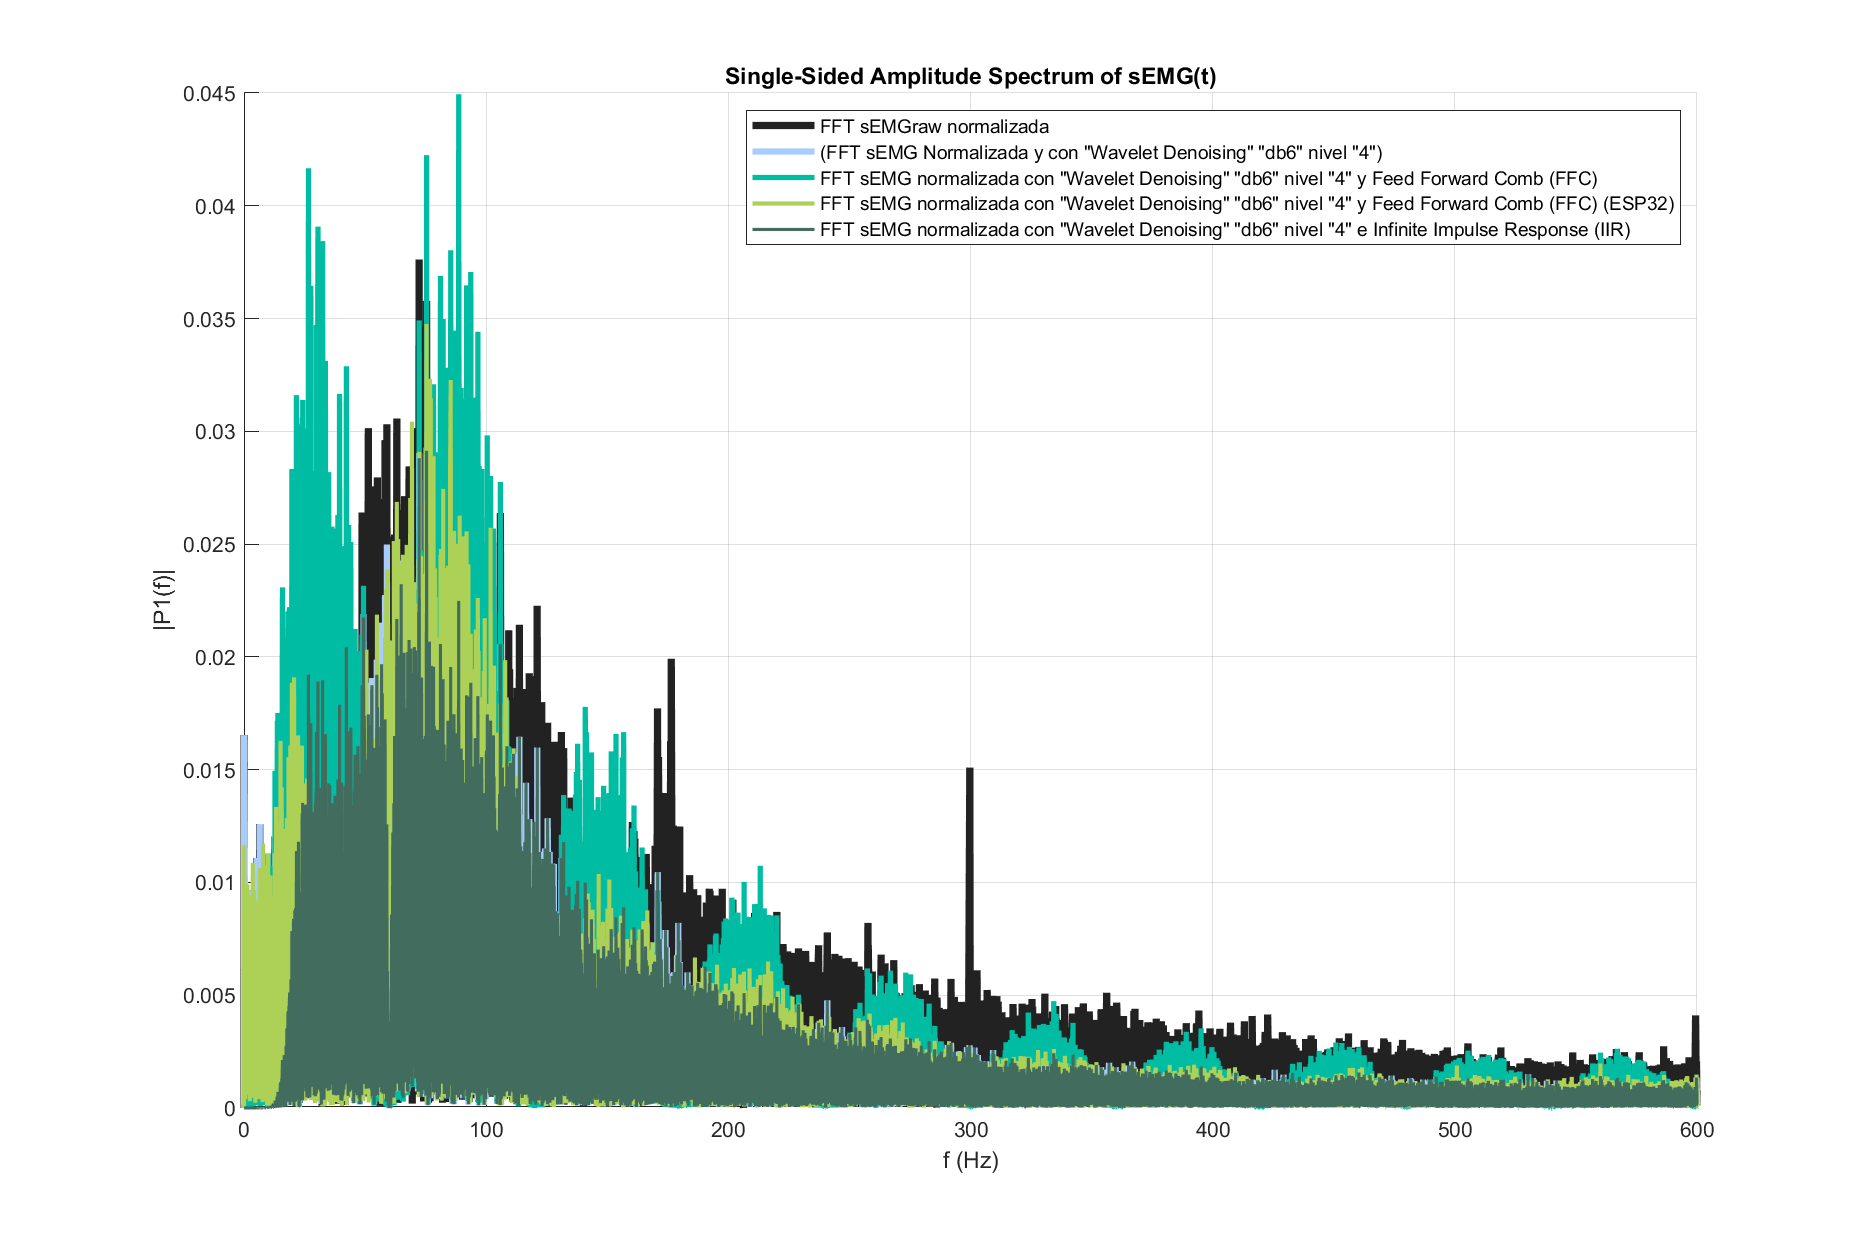 Single-Sided Amplitude Spectrum of sEMG(t)
FFT sEMGraw normalizada
(FFT sEMG Normalizada y con "Wavelet Denoising" "db6" nivel "4")
FFT sEMG normalizada con "Wavelet Denoising" "db6" nivel "4" y Feed Forward Comb (FFC)
FFT sEMG normalizada con "Wavelet Denoising" "db6" nivel "4" y Feed Forward Comb (FFC) (ESP32)
FFT sEMG normalizada con "Wavelet Denoising" "db6" nivel "4" e Infinite Impulse Response (IIR)
0.045
0.04
0.035
0.03
0.025
0.02
0.015
0.01
0.005
0
|P1(f)|
0 100 200 300 400 500 600
f (Hz)